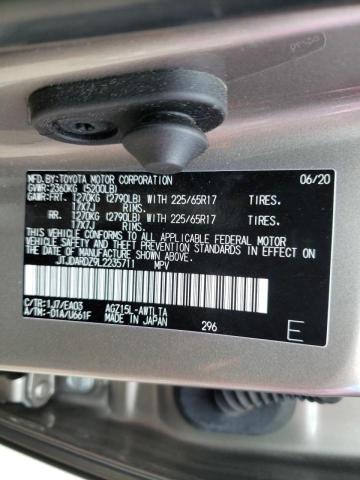 MFD.BY:TOYOTA MOTOR CORPORATION 06/20
GVWR:2360KG (5200LB)
GAWR:FRT. 1270KG (2790LB) WITH 225/65R17 TIRES.
17X7J RIMS.
RR. 1270KG (2790LB) WITH 225/65R17 TIRES.
17X7J RIMS.
THIS VEHICLE CONFORMS TO ALL APPLICABLE FEDERAL MOTOR
VEHICLE SAFETY AND THEFT PREVENTION STANDARDS IN EFFECT ON
THE DATE OF MANUFACTURE SHOWN ABOVE.
JTJDARDZ9L2235711 MPV
C/TR:1J7/EA03 AGZ15L-AWTLTA
A/TM:-01A/U661F MADE IN JAPAN 296 E